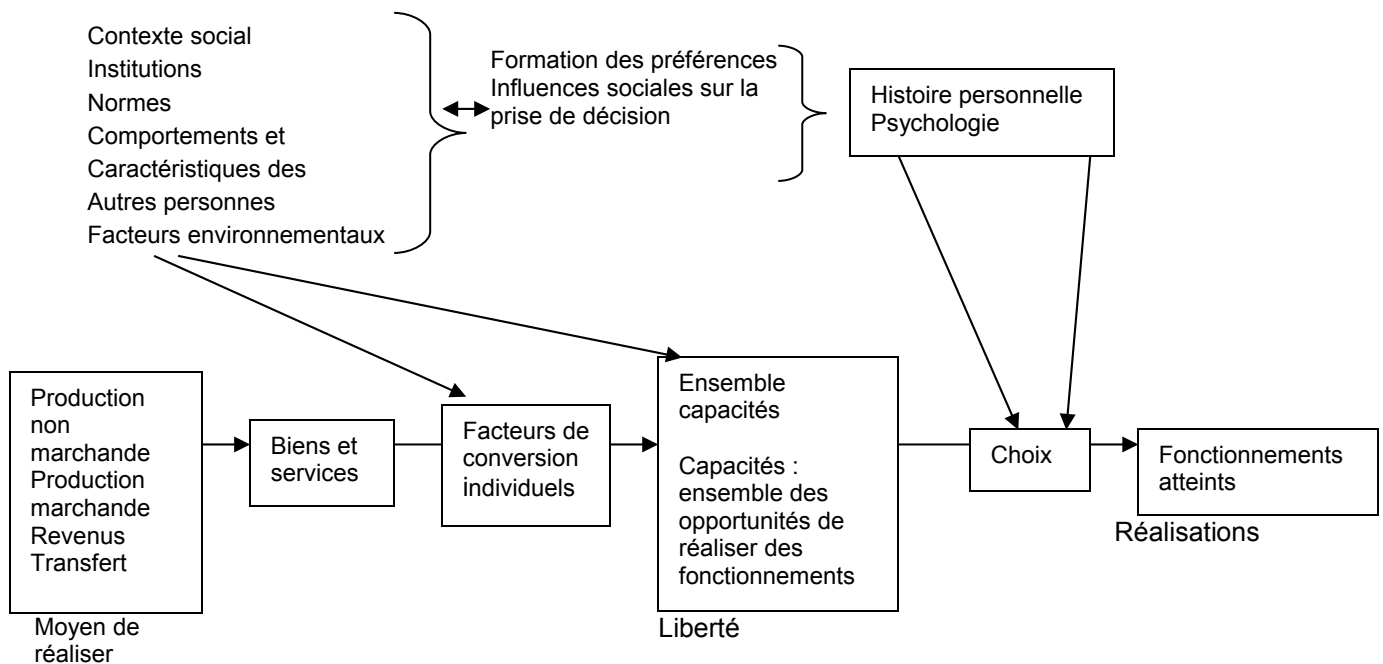 Contexte social
Institutions
Normes
Comportements et
Caractéristiques des
Autres personnes
Facteurs environnementaux
Formation des préférences
Influences sociales sur la
prise de décision
Histoire personnelle
Psychologie
Production
non
marchande
Production
marchande
Revenus
Transfert
Moyen de
réaliser
Biens et
services
Facteurs de
conversion
individuels
Ensemble
capacités
Capacités :
ensemble des
opportunités de
réaliser des
fonctionnements
Liberté
Choix
Fonctionnements
atteints
Réalisations